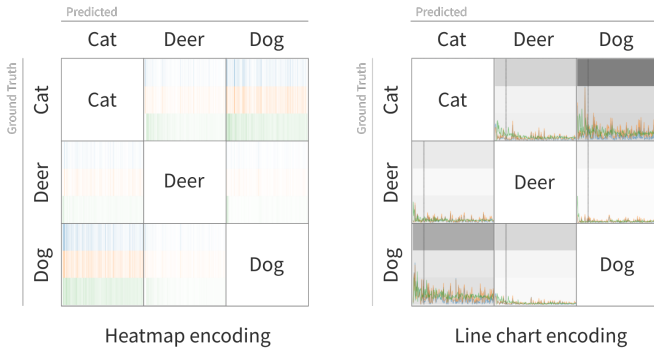 Predicted
Cat Deer Dog
Ground Truth
Cat
Deer
Dog
Cat
Deer
Dog
Heatmap encoding
Predicted
Cat Deer Dog
Ground Truth
Cat
Deer
Dog
Cat
Deer
Dog
Line chart encoding